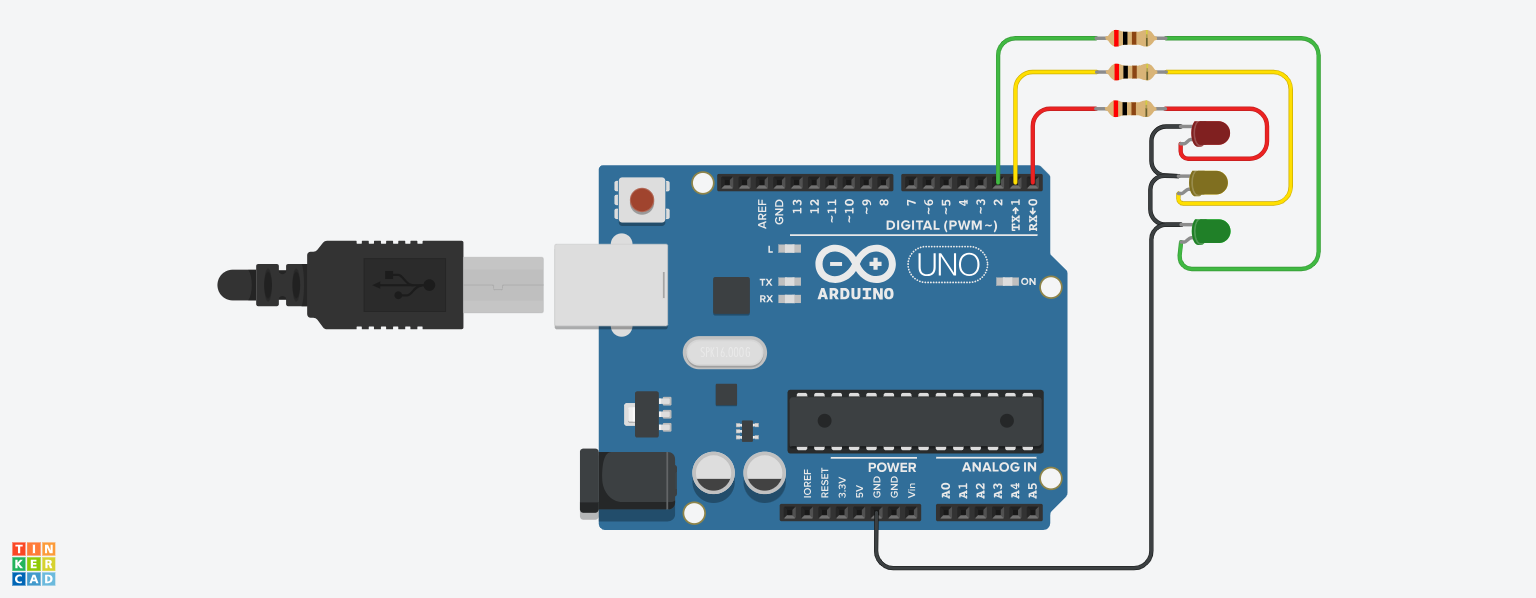 AREF
GND
13
12
~11
~10
~9
8
7
~6
~5
4
~3
2
TX→1
RX←0
DIGITAL (PWM~)
L
TX
RX
ARDUINO
UNO
ON
SPK16.000G
POWER
ANALOG IN
IOREF
RESET
3.3V
5V
GND
GND
Vin
A0
A1
A2
A3
A4
A5
TIN
KER
CAD